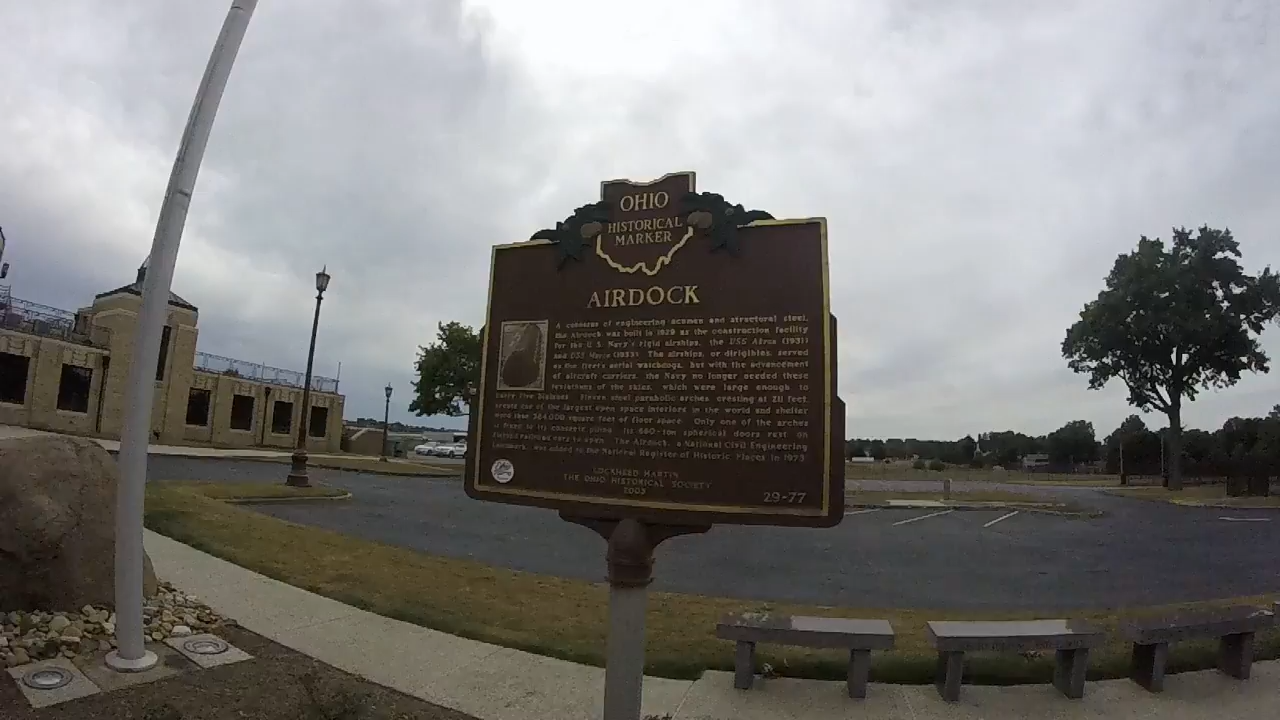 OHIO
HISTORICAL
MARKER
AIRDOCK
A construct of engineering acumen and structural steel,
the Airdock was built in 1929 as the construction facility
for the U.S. Navy's rigid airships, the USS Akron (1931)
and USS Macon (1933). The airships, or dirigibles, served
as the fleet's aerial watchdogs, but with the advancement
of aircraft carriers, the Navy no longer needed these
leviathans of the skies, which were large enough to
carry five biplanes. Eleven steel parabolic arches, cresting at 211 feet,
create one of the largest open space interiors in the world and shelter
more than 364,000 square feet of floor space. Only one of the arches
is fixed to its concrete piling. Its 600-ton spherical doors rest on
to open. The Airdock, a National Civil Engineering
was added to the National Register of Historic Places in 1973.
LOCKHEED MARTIN
THE OHIO HISTORICAL SOCIETY
2003
29-77